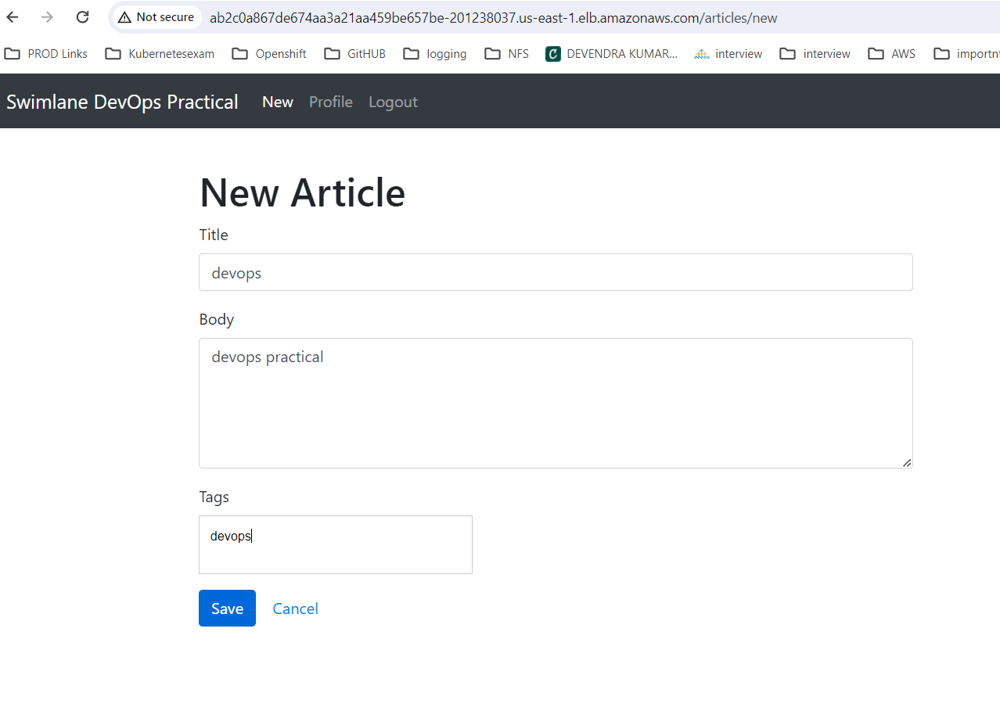 Not secure ab2c0a867de674aa3a21aa459be657be-201238037.us-east-1.elb.amazonaws.com/articles/new
PROD Links Kubernetesexam Openshift GitHUB logging NFS DEVENDRA KUMAR... interview interview AWS importnt
Swimlane DevOps Practical New Profile Logout
New Article
Title
devops
Body
devops practical
Tags
devops
Save Cancel